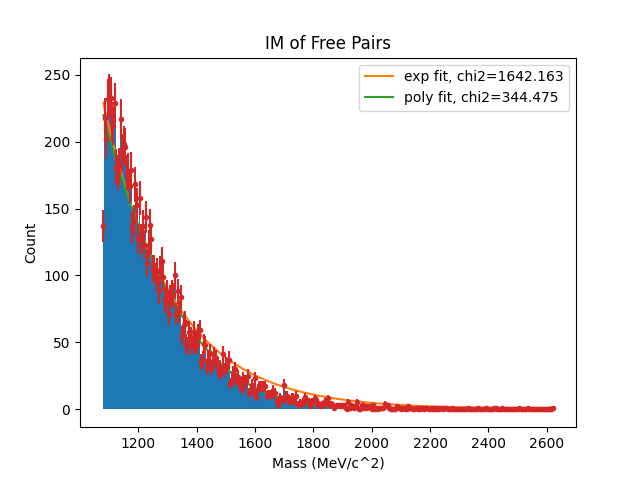 IM of Free Pairs
exp fit, chi2=1642.163
poly fit, chi2=344.475
Count
250
200
150
100
50
0
1200 1400 1600 1800 2000 2200 2400 2600
Mass (MeV/c^2)